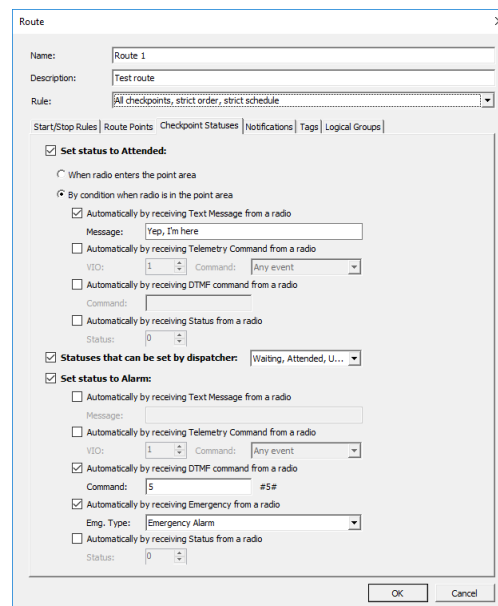 Route
Name: Route 1
Description: Test route
Rule: All checkpoints, strict order, strict schedule
Start/Stop Rules Route Points Checkpoint Statuses Notifications Tags Logical Groups
Set status to Attended:
When radio enters the point area
By condition when radio is in the point area
Automatically by receiving Text Message from a radio
Message: Yep, I'm here
Automatically by receiving Telemetry Command from a radio
VIO: 1 Command: Any event
Automatically by receiving DTMF command from a radio
Command:
Automatically by receiving Status from a radio
Status: 0
Statuses that can be set by dispatcher: Waiting, Attended, U...
Set status to Alarm:
Automatically by receiving Text Message from a radio
Message:
Automatically by receiving Telemetry Command from a radio
VIO: 1 Command: Any event
Automatically by receiving DTMF command from a radio
Command: 5 #5#
Automatically by receiving Emergency from a radio
Emg. Type: Emergency Alarm
Automatically by receiving Status from a radio
Status: 0
OK Cancel